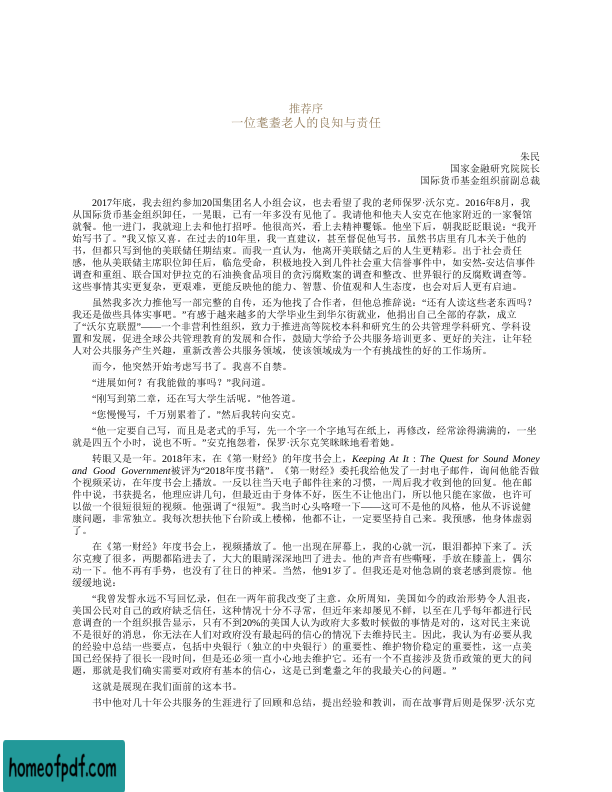 推荐序
一位耄耋老人的良知与责任
朱民
国家金融研究院院长
国际货币基金组织前副总裁
2017年底，我去纽约参加20国集团名人小组会议，也去看望了我的老师保罗·沃尔克。2016年8月，我
从国际货币基金组织卸任，一晃眼，已有一年多没有见他了。我请他和他夫人安克在他家附近的一家餐馆
就餐。他一进门，我就迎上去和他打招呼。他很高兴，看上去精神矍铄。他坐下后，朝我眨眨眼说：“我开
始写书了。”我又惊又喜。在过去的10年里，我一直建议，甚至督促他写书，虽然书店里有几本关于他的
书，但都只写到他的美联储任期结束。而我一直认为，他离开美联储之后的人生更精彩。出于社会责任
感，他从美联储主席职位卸任后，临危受命，积极地投入到几件社会重大信誉事件中，如安然-安达信事件
调查和重组、联合国对伊拉克的石油换食品项目的贪污腐败案的调查和整改、世界银行的反腐败调查等。
这些事情其实更复杂，更艰难，更能反映他的能力、智慧、价值观和人生态度，也会对后人更有启迪。
虽然我多次力推他写一部完整的自传，还为他找了合作者，但他总推辞说：“还有人读这些老东西吗？
我还是做些具体实事吧。”有感于越来越多的大学毕业生到华尔街就业，他捐出自己全部的存款，成立
了“沃尔克联盟”——一个非营利性组织，致力于推进高等院校本科和研究生的公共管理学科研究、学科设
置和发展，促进全球公共管理教育的发展和合作，鼓励大学给予公共服务培训更多、更好的关注，让年轻
人对公共服务产生兴趣，重新改善公共服务领域，使该领域成为一个有挑战性的好的工作场所。
而今，他突然开始考虑写书了。我喜不自禁。
“进展如何？有我能做的事吗？”我问道。
“刚写到第二章，还在写大学生活呢。”他答道。
“您慢慢写，千万别累着了。”然后我转向安克。
“他一定要自己写，而且是老式的手写，先一个字一个字地写在纸上，再修改，经常涂得满满的，一坐
就是四五个小时，说也不听。”安克抱怨着，保罗·沃尔克笑眯眯地看着她。
转眼又是一年。2018年末，在《第一财经》的年度书会上，Keeping At It：The Quest for Sound Money
and Good Government被评为“2018年度书籍”。《第一财经》委托我给他发了一封电子邮件，询问他能否做
个视频采访，在年度书会上播放。一反以往当天电子邮件往来的习惯，一周后我才收到他的回复。他在邮
件中说，书获提名，他理应讲几句，但最近由于身体不好，医生不让他出门，所以他只能在家做，也许可
以做一个很短很短的视频。他强调了“很短”。我当时心头咯噔一下——这可不是他的风格，他从不诉说健
康问题，非常独立。我每次想扶他下台阶或上楼梯，他都不让，一定要坚持自己来。我预感，他身体虚弱
了。
在《第一财经》年度书会上，视频播放了。他一出现在屏幕上，我的心就一沉，眼泪都掉下来了。沃
尔克瘦了很多，两腮都陷进去了，大大的眼睛深深地凹了进去。他的声音有些嘶哑，手放在膝盖上，偶尔
动一下。他不再有手势，也没有了往日的神采。当然，他91岁了。但我还是对他急剧的衰老感到震惊。他
缓缓地说：
“我曾发誓永远不写回忆录，但在一两年前我改变了主意。众所周知，美国如今的政治形势令人沮丧，
美国公民对自己的政府缺乏信任，这种情况十分不寻常，但近年来却屡见不鲜，以至在几乎每年都进行民
意调查的一个组织报告显示，只有不到20%的美国人认为政府大多数时候做的事情是对的，这对民主来说
不是很好的消息，你无法在人们对政府没有最起码的信心的情况下去维持民主。因此，我认为有必要从我
的经验中总结一些要点，包括中央银行（独立的中央银行）的重要性、维护物价稳定的重要性，这一点美
国已经保持了很长一段时间，但是还必须一直小心地去维护它。还有一个不直接涉及货币政策的更大的问
题，那就是我们确实需要对政府有基本的信心，这是已到耄耋之年的我最关心的问题。”
这就是展现在我们面前的这本书。
书中他对几十年公共服务的生涯进行了回顾和总结，提出经验和教训，而在故事背后则是保罗·沃尔克
homeofpdf.com